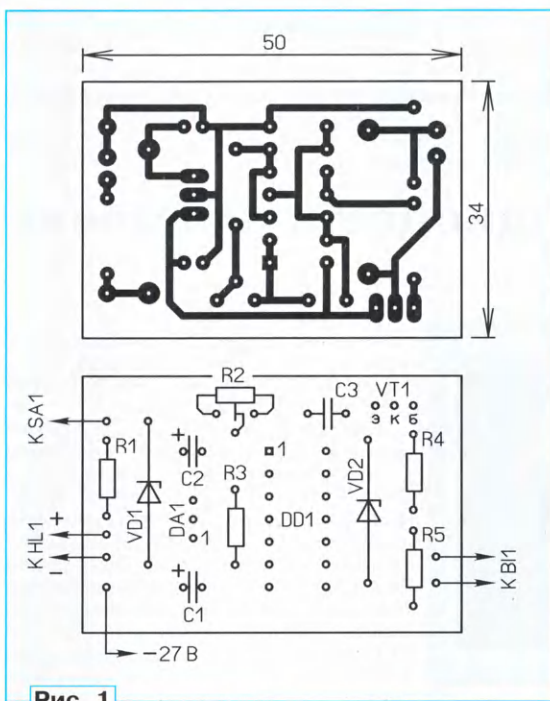 50
34
R2
C3
VT1
э к б
К SA1
R1
+
C2
1
R4
VD1
DA1
R3
DD1
VD2
К HL1
+
1
R5
–
+
C1
К BI1
–27 В
Рис. 1